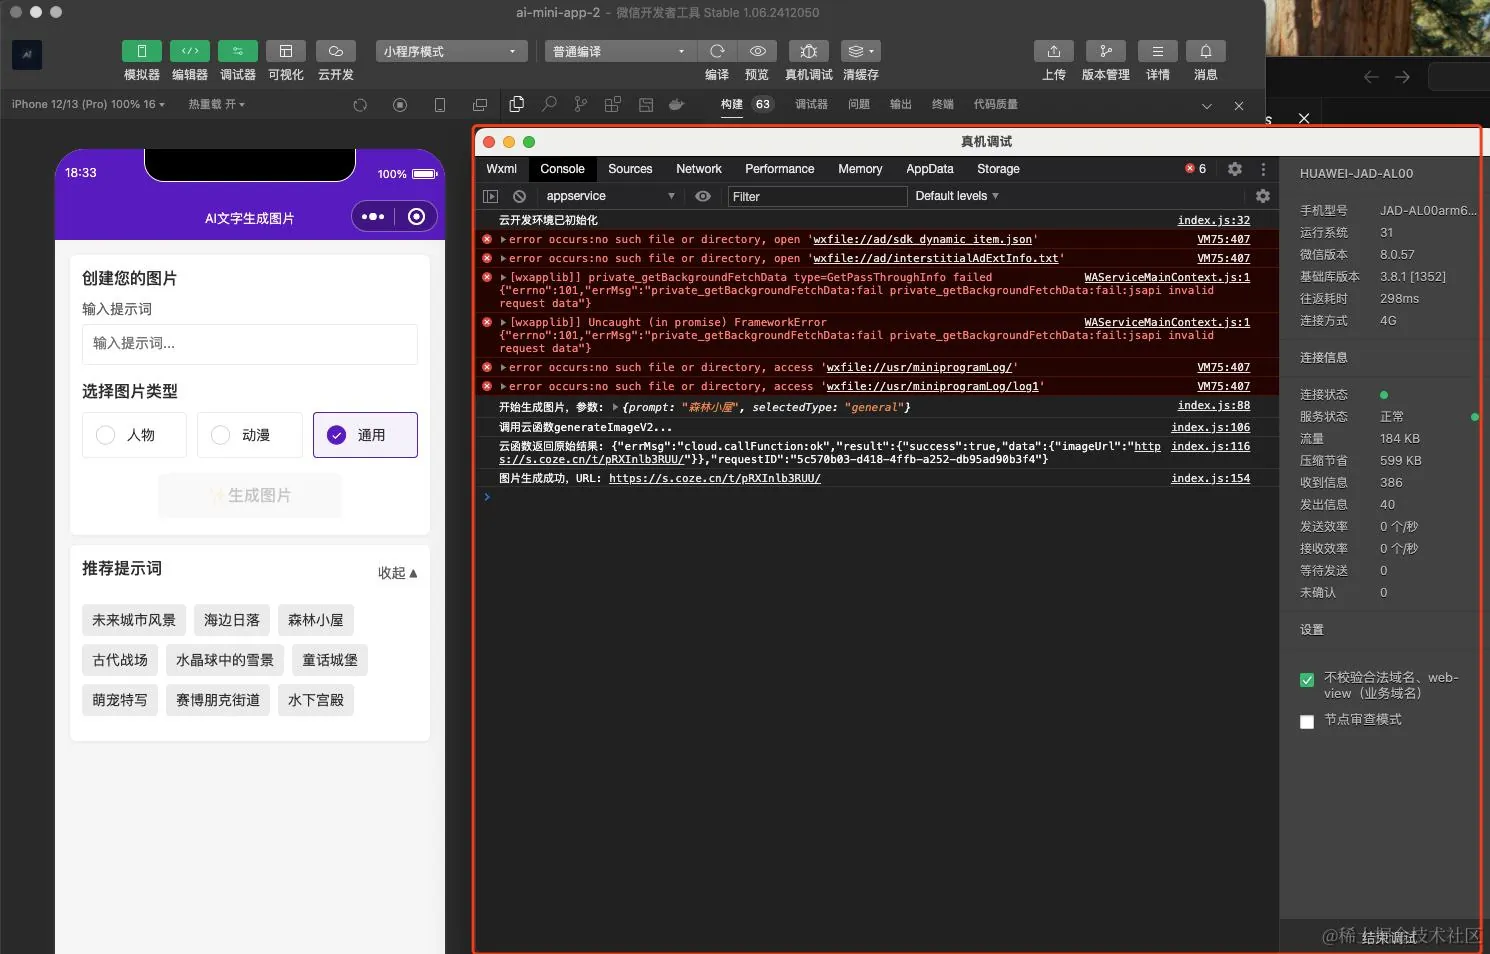 ai-mini-app-2 - 微信开发者工具 Stable 1.06.2412050
模拟器 编辑器 调试器 可视化 云开发
小程序模式 普通编译
编译 预览 真机调试 清缓存
上传 版本管理 详情 消息
iPhone 12/13 (Pro) 100% 16 热重载 开
构建 63 调试器 问题 输出 终端 代码质量
18:33 100%
AI文字生成图片
创建您的图片
输入提示词
输入提示词...
选择图片类型
人物 动漫 通用
✨生成图片
推荐提示词 收起▲
未来城市风景 海边日落 森林小屋
古代战场 水晶球中的雪景 童话城堡
萌宠特写 赛博朋克街道 水下宫殿
真机调试
Wxml Console Sources Network Performance Memory AppData Storage 6
appservice Filter Default levels
云开发环境已初始化 index.js:32
error occurs:no such file or directory, open 'wxfile://ad/sdk_dynamic_item.json' VM75:407
error occurs:no such file or directory, open 'wxfile://ad/interstitialAdExtInfo.txt' VM75:407
[wxapplib]] private_getBackgroundFetchData type=GetPassThroughInfo failed WAServiceMainContext.js:1
{"errno":101,"errMsg":"private_getBackgroundFetchData:fail private_getBackgroundFetchData:fail:jsapi invalid
request data"}
[wxapplib]] Uncaught (in promise) FrameworkError WAServiceMainContext.js:1
{"errno":101,"errMsg":"private_getBackgroundFetchData:fail private_getBackgroundFetchData:fail:jsapi invalid
request data"}
error occurs:no such file or directory, access 'wxfile://usr/miniprogramLog/' VM75:407
error occurs:no such file or directory, access 'wxfile://usr/miniprogramLog/log1' VM75:407
开始生成图片, 参数: {prompt: "森林小屋", selectedType: "general"} index.js:88
调用云函数generateImageV2... index.js:106
云函数返回原始结果: {"errMsg":"cloud.callFunction:ok","result":{"success":true,"data":{"imageUrl":"http index.js:116
s://s.coze.cn/t/pRXInlb3RUU/"}},"requestID":"5c570b03-d418-4ffb-a252-db95ad90b3f4"}
图片生成成功, URL: https://s.coze.cn/t/pRXInlb3RUU/ index.js:154
HUAWEI-JAD-AL00
手机型号 JAD-AL00arm6...
运行系统 31
微信版本 8.0.57
基础库版本 3.8.1 [1352]
往返耗时 298ms
连接方式 4G
连接信息
连接状态
服务状态 正常
流量 184 KB
压缩节省 599 KB
收到信息 386
发出信息 40
发送效率 0 个/秒
接收效率 0 个/秒
等待发送 0
未确认 0
设置
不校验合法域名、web-
view（业务域名）
节点审查模式
结束调试
@稀土掘金技术社区